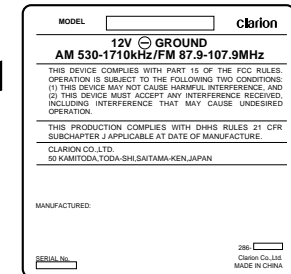 MODEL
clarion
12V ⊖ GROUND
AM 530-1710kHz/FM 87.9-107.9MHz
THIS DEVICE COMPLIES WITH PART 15 OF THE FCC RULES.
OPERATION IS SUBJECT TO THE FOLLOWING TWO CONDITIONS:
(1) THIS DEVICE MAY NOT CAUSE HARMFUL INTERFERENCE, AND
(2) THIS DEVICE MUST ACCEPT ANY INTERFERENCE RECEIVED,
INCLUDING INTERFERENCE THAT MAY CAUSE UNDESIRED
OPERATION.
THIS PRODUCTION COMPLIES WITH DHHS RULES 21 CFR
SUBCHAPTER J APPLICABLE AT DATE OF MANUFACTURE.
CLARION CO.,LTD.
50 KAMITODA,TODA-SHI,SAITAMA-KEN,JAPAN
MANUFACTURED:
286-
SERIAL No.
Clarion Co.,Ltd.
MADE IN CHINA